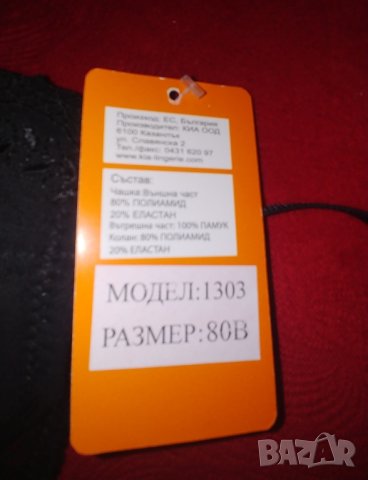 Произход: ЕС, България
Производител: КИА ООД
6100 Казанлък
ул. Славянска 2
Тел./факс: 0431 620 97
www.kia-lingerie.com
Състав:
Чашка:Външна част
80% ПОЛИАМИД
20% ЕЛАСТАН
Вътрешна част: 100% ПАМУК
Колан: 80% ПОЛИАМИД
20% ЕЛАСТАН
МОДЕЛ:1303
РАЗМЕР:80В
BAZAR